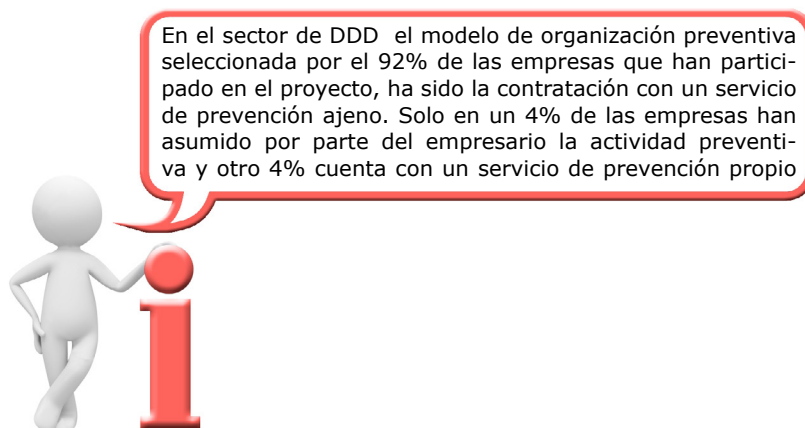 En el sector de DDD el modelo de organización preventiva
seleccionada por el 92% de las empresas que han partici-
pado en el proyecto, ha sido la contratación con un servicio
de prevención ajeno. Solo en un 4% de las empresas han
asumido por parte del empresario la actividad preventi-
va y otro 4% cuenta con un servicio de prevención propio
i